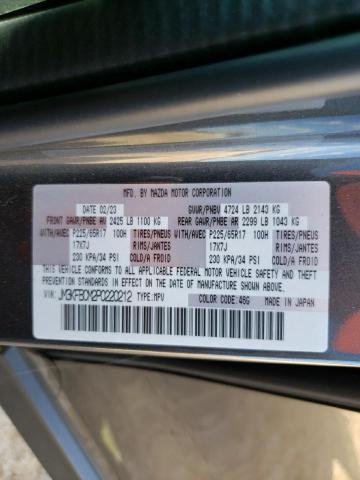 MFD. BY MAZDA MOTOR CORPORATION
DATE 02/23 GVWR/PNBV 4724 LB 2143 KG
FRONT GAWR/PNBE AV 2425 LB 1100 KG REAR GAWR/PNBE AR 2299 LB 1043 KG
WITH/AVEC P225/65R17 100H TIRES/PNEUS WITH/AVEC P225/65R17 100H TIRES/PNEUS
17X7J RIMS/JANTES 17X7J RIMS/JANTES
230 KPA/34 PSI COLD/A FROID 230 KPA/34 PSI COLD/A FROID
THIS VEHICLE CONFORMS TO ALL APPLICABLE FEDERAL MOTOR VEHICLE
SAFETY STANDARDS IN EFFECT ON THE DATE OF MANUFACTURE SHOWN ABOVE.
VIN: JM3KFBCM2P0220212 TYPE:MPV COLOR CODE: 46G MADE IN JAPAN